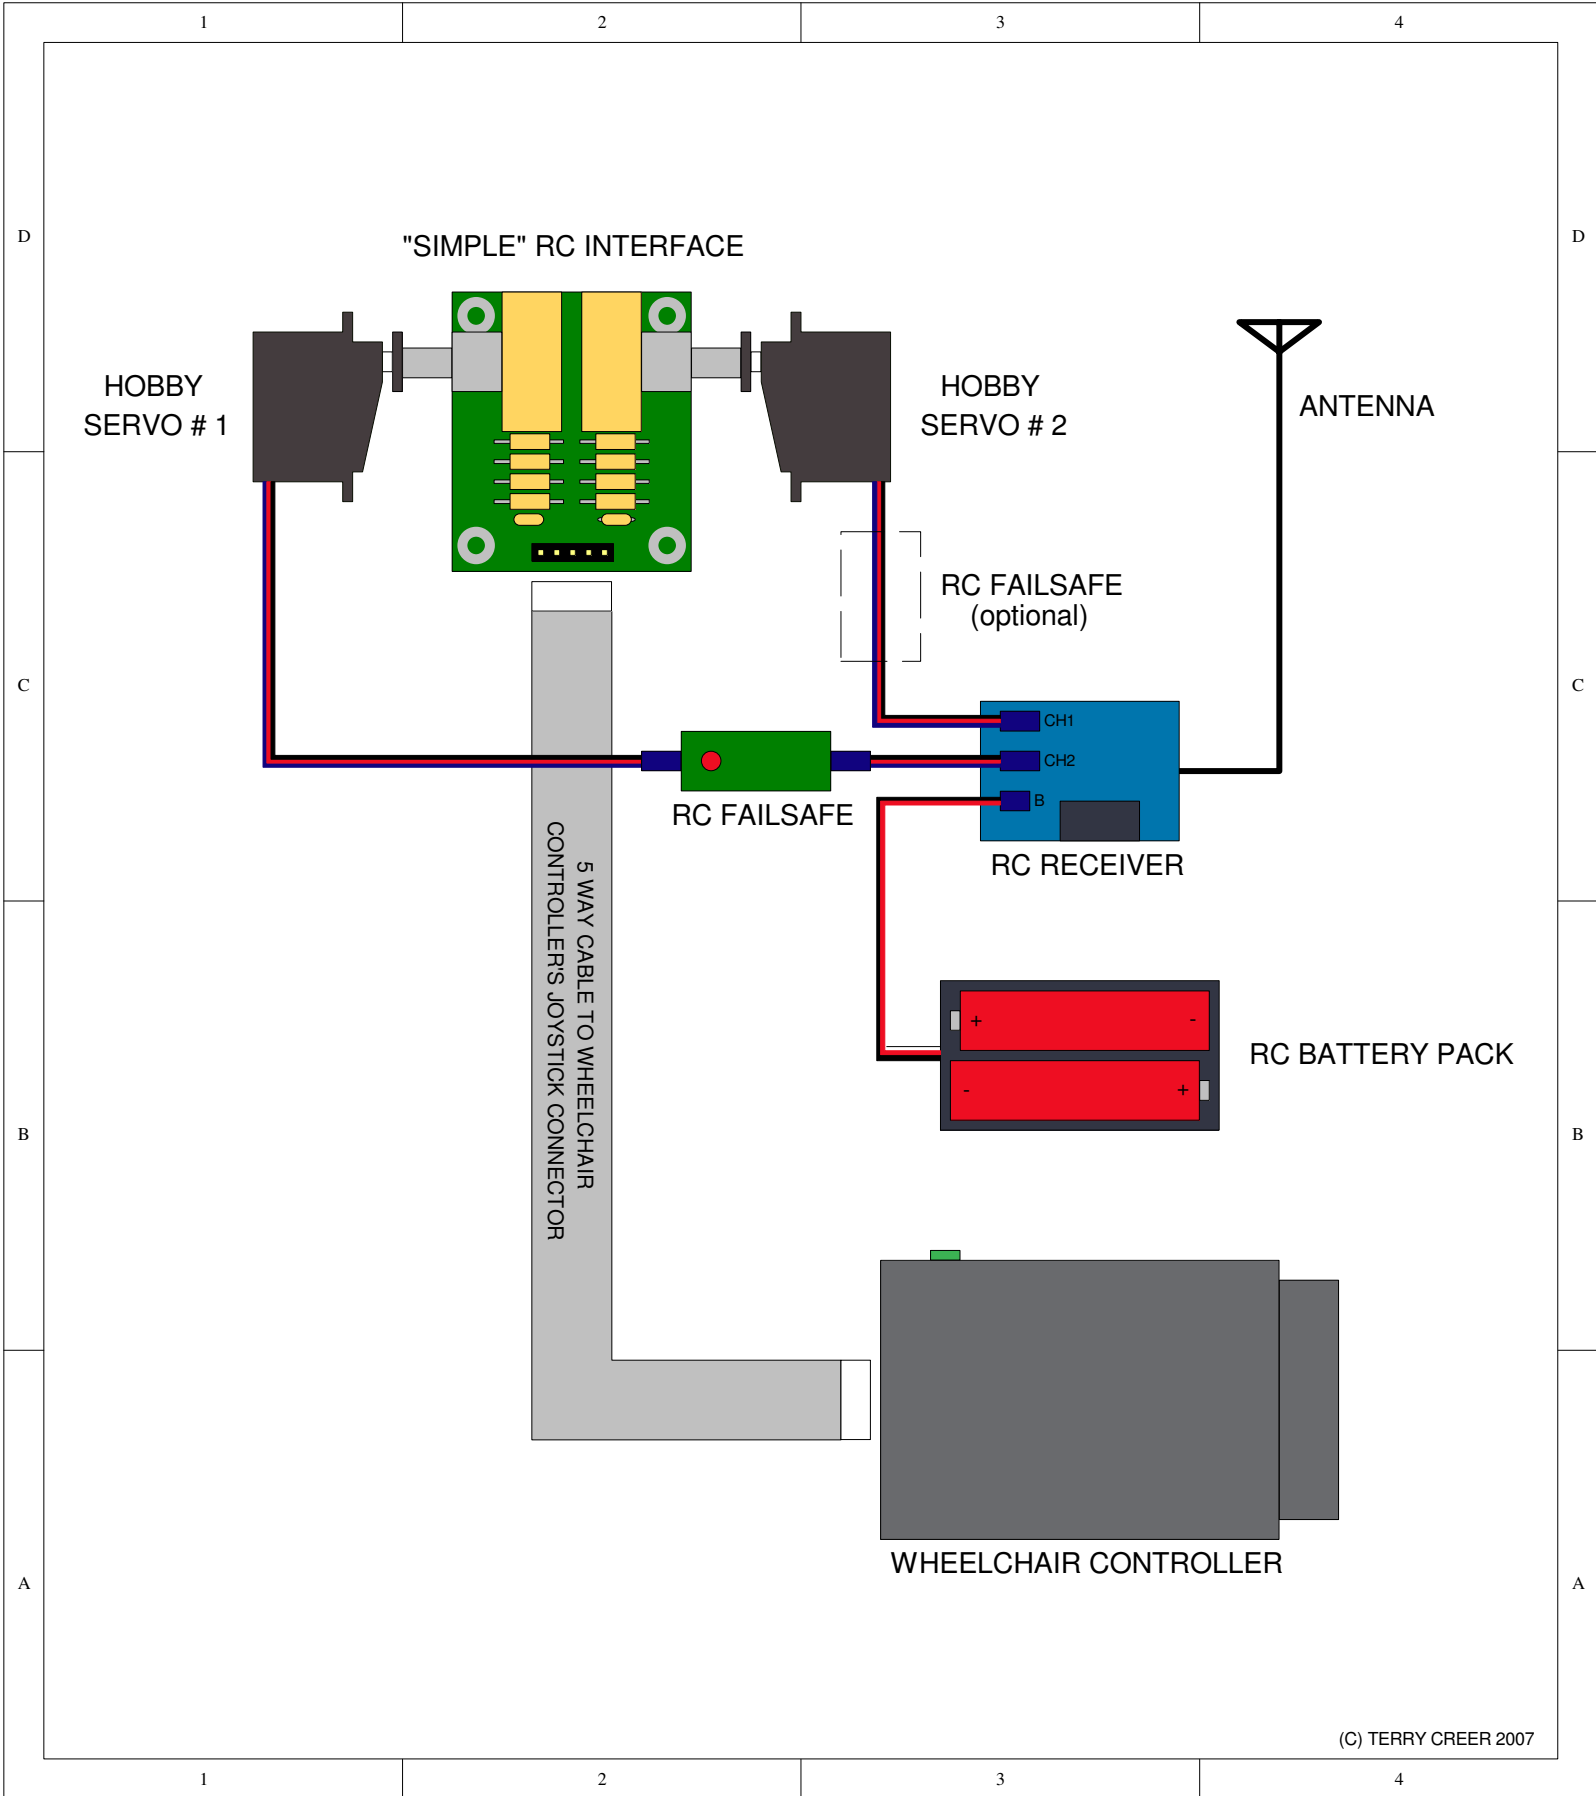 1 2 3 4
D D
"SIMPLE" RC INTERFACE
HOBBY
SERVO # 1
HOBBY
SERVO # 2
ANTENNA
RC FAILSAFE
(optional)
C C
CH1
CH2
B
RC FAILSAFE
RC RECEIVER
5 WAY CABLE TO WHEELCHAIR
CONTROLLER'S JOYSTICK CONNECTOR
+ -
RC BATTERY PACK
- +
B B
WHEELCHAIR CONTROLLER
A A
(C) TERRY CREER 2007
1 2 3 4